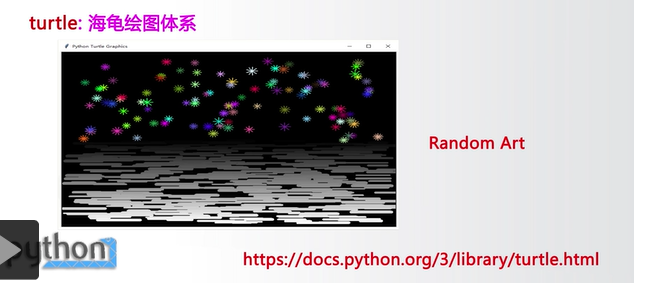 turtle: 海龟绘图体系
Python Turtle Graphics
Random Art
python
https://docs.python.org/3/library/turtle.html